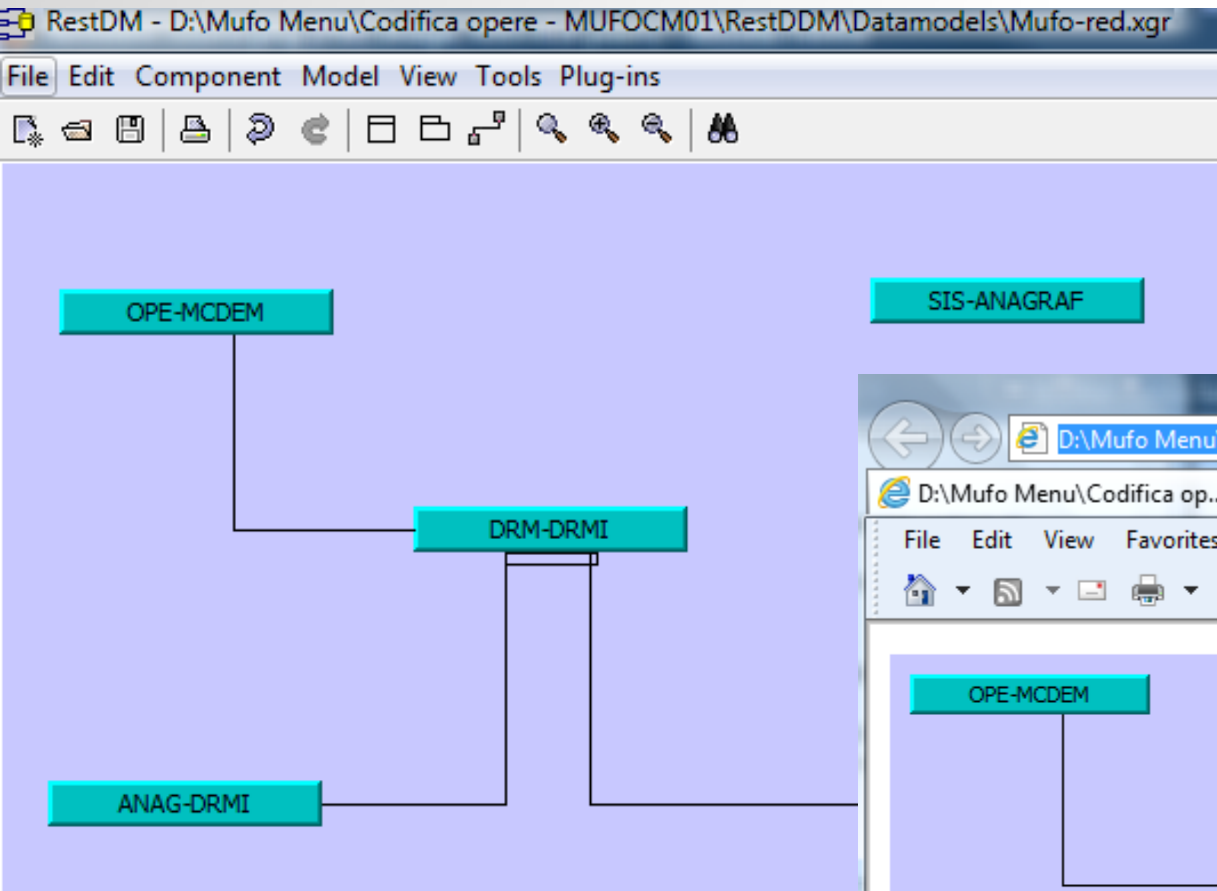 RestDM - D:\Mufo Menu\Codifica opere - MUFOCM01\RestDDM\Datamodels\Mufo-red.xgr
File Edit Component Model View Tools Plug-ins
OPE-MCDEM
SIS-ANAGRAF
DRM-DRMI
ANAG-DRMI
D:\Mufo Menu\
D:\Mufo Menu\Codifica op...
File Edit View Favorites
OPE-MCDEM